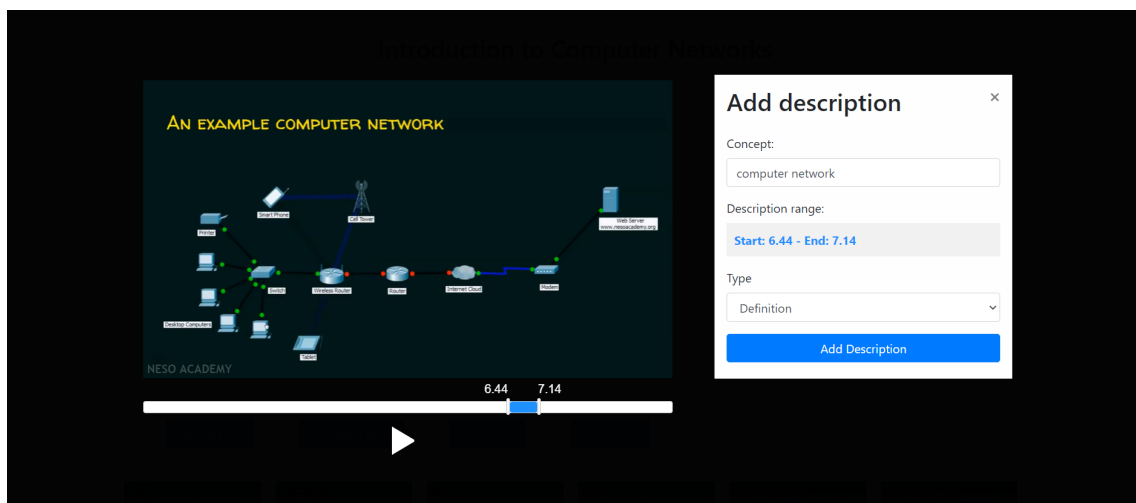 Introduction to Computer Networks
AN EXAMPLE COMPUTER NETWORK
Smart Phone
Cell Tower
Web Server
www.nesoacademy.org
Printer
Switch
Wireless Router
Router
Internet Cloud
Modem
Desktop Computers
Tablet
NESO ACADEMY
6.44 7.14
Add description ×
Concept:
computer network
Description range:
Start: 6.44 - End: 7.14
Type
Definition
Add Description